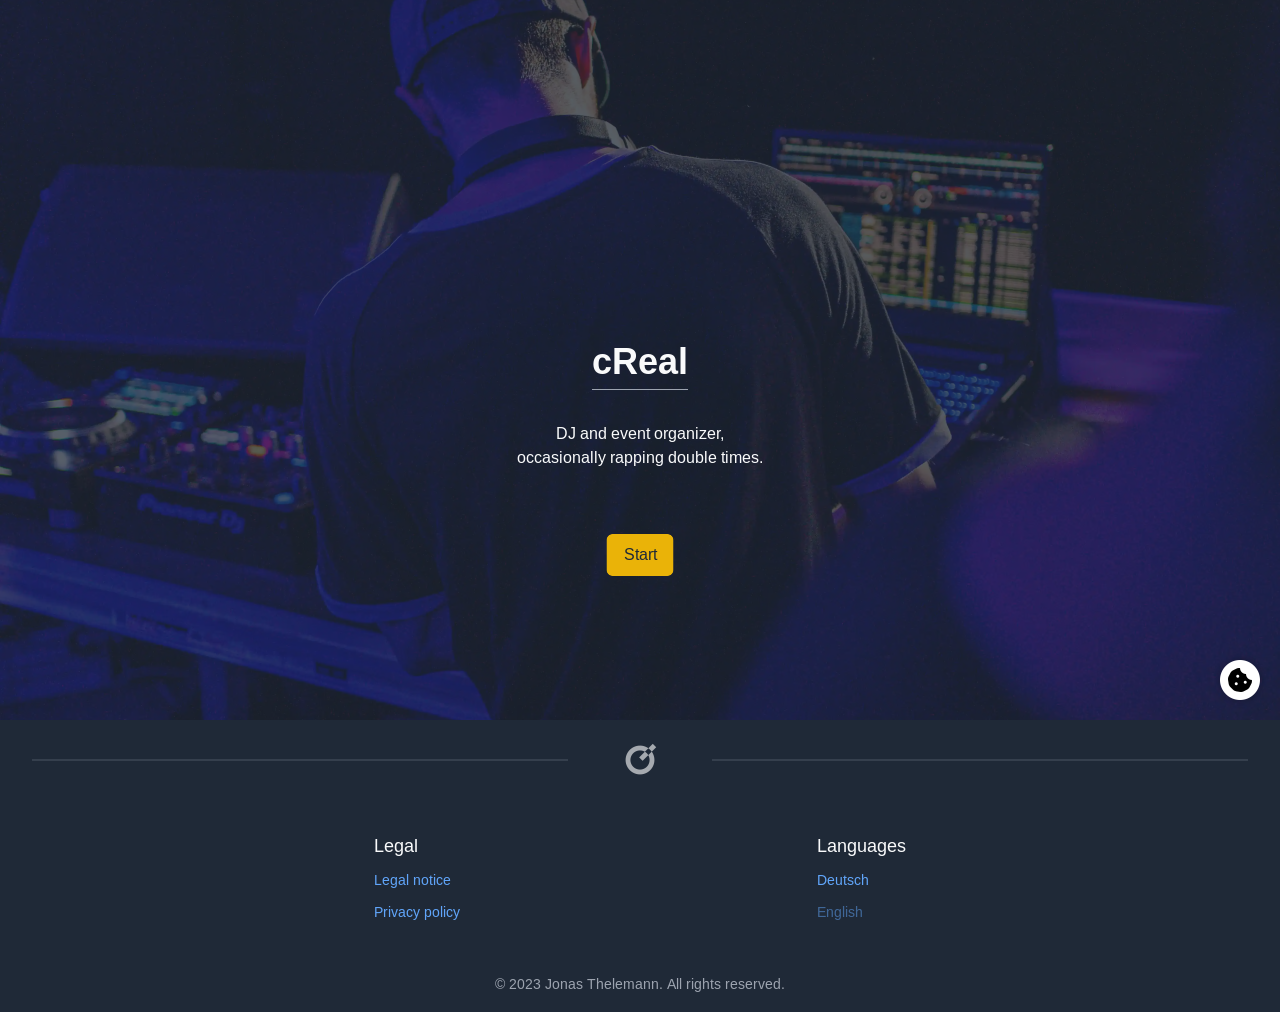 cReal
DJ and event organizer,
occasionally rapping double times.
Pioneer Dj
Start
Legal
Languages
Legal notice
Deutsch
Privacy policy
English
© 2023 Jonas Thelemann. All rights reserved.